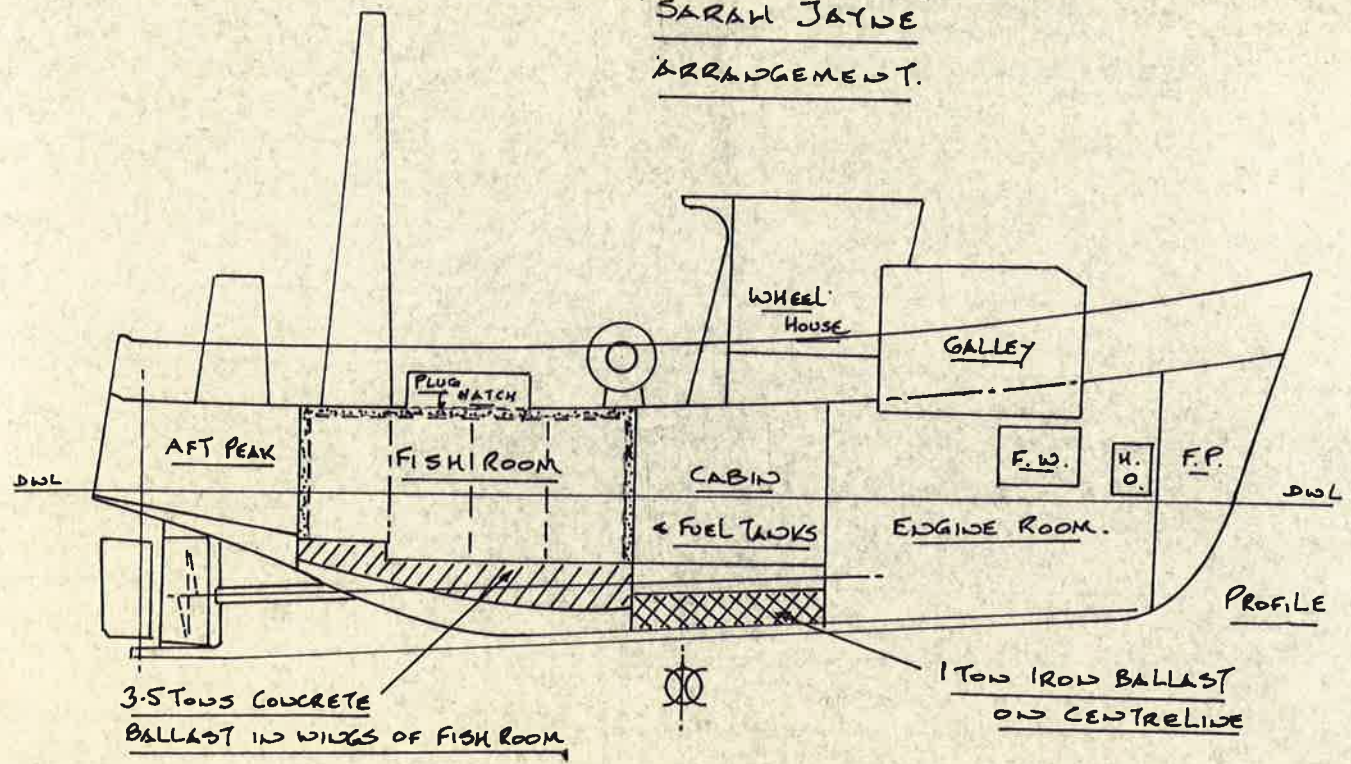 SARAH JAYNE
ARRANGEMENT.
WHEEL
HOUSE
GALLEY
PLUG
HATCH
AFT PEAK
FISH ROOM
CABIN
& FUEL TANKS
F.W.
H.
O.
F.P.
DWL
DWL
ENGINE ROOM.
PROFILE
3.5 TONS CONCRETE
BALLAST IN WINGS OF FISH ROOM
1 TON IRON BALLAST
ON CENTRELINE